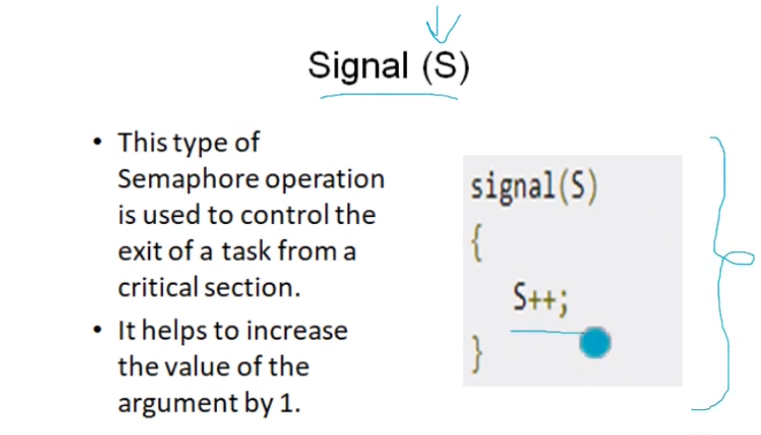 Signal (S)
• This type of
Semaphore operation
is used to control the
exit of a task from a
critical section.
• It helps to increase
the value of the
argument by 1.
signal(S)
{
S++;
}